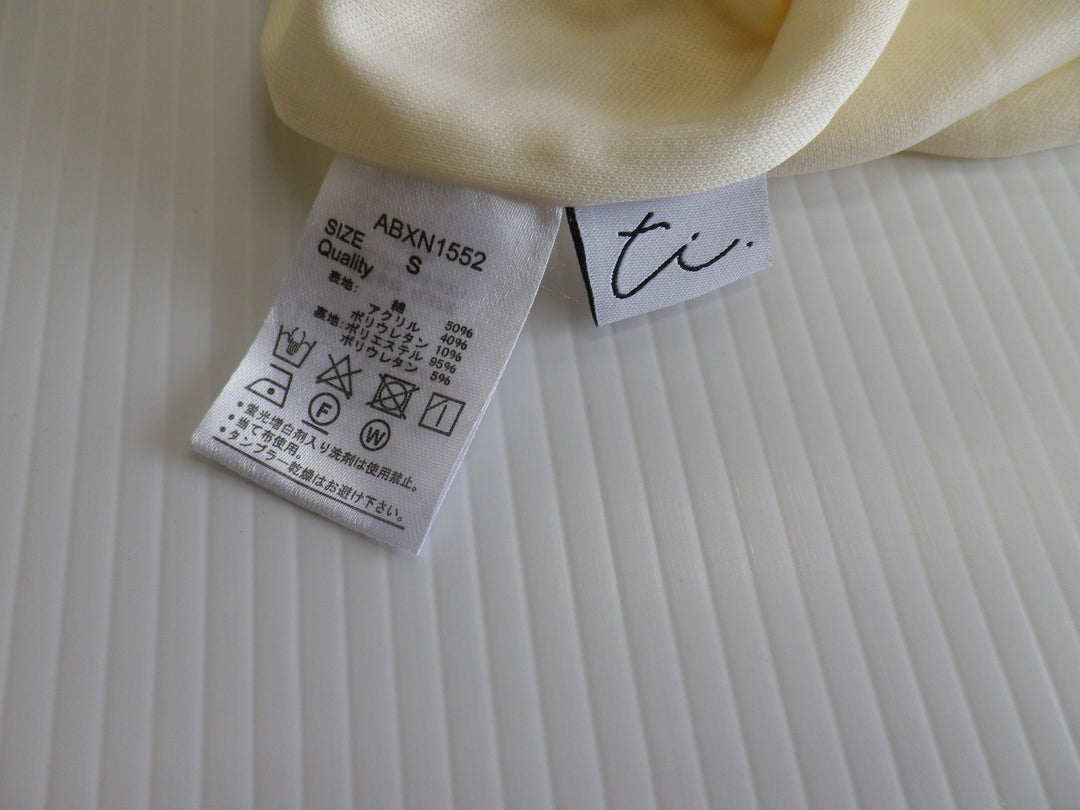 ABXN1552
SIZE S
Quality
表地:
綿 50%
アクリル 40%
ポリウレタン 10%
裏地:ポリエステル 95%
ポリウレタン 5%
F
W
•蛍光増白剤入り洗剤は使用禁止。
•当て布使用。
•タンブラー乾燥はお避け下さい。
ti.